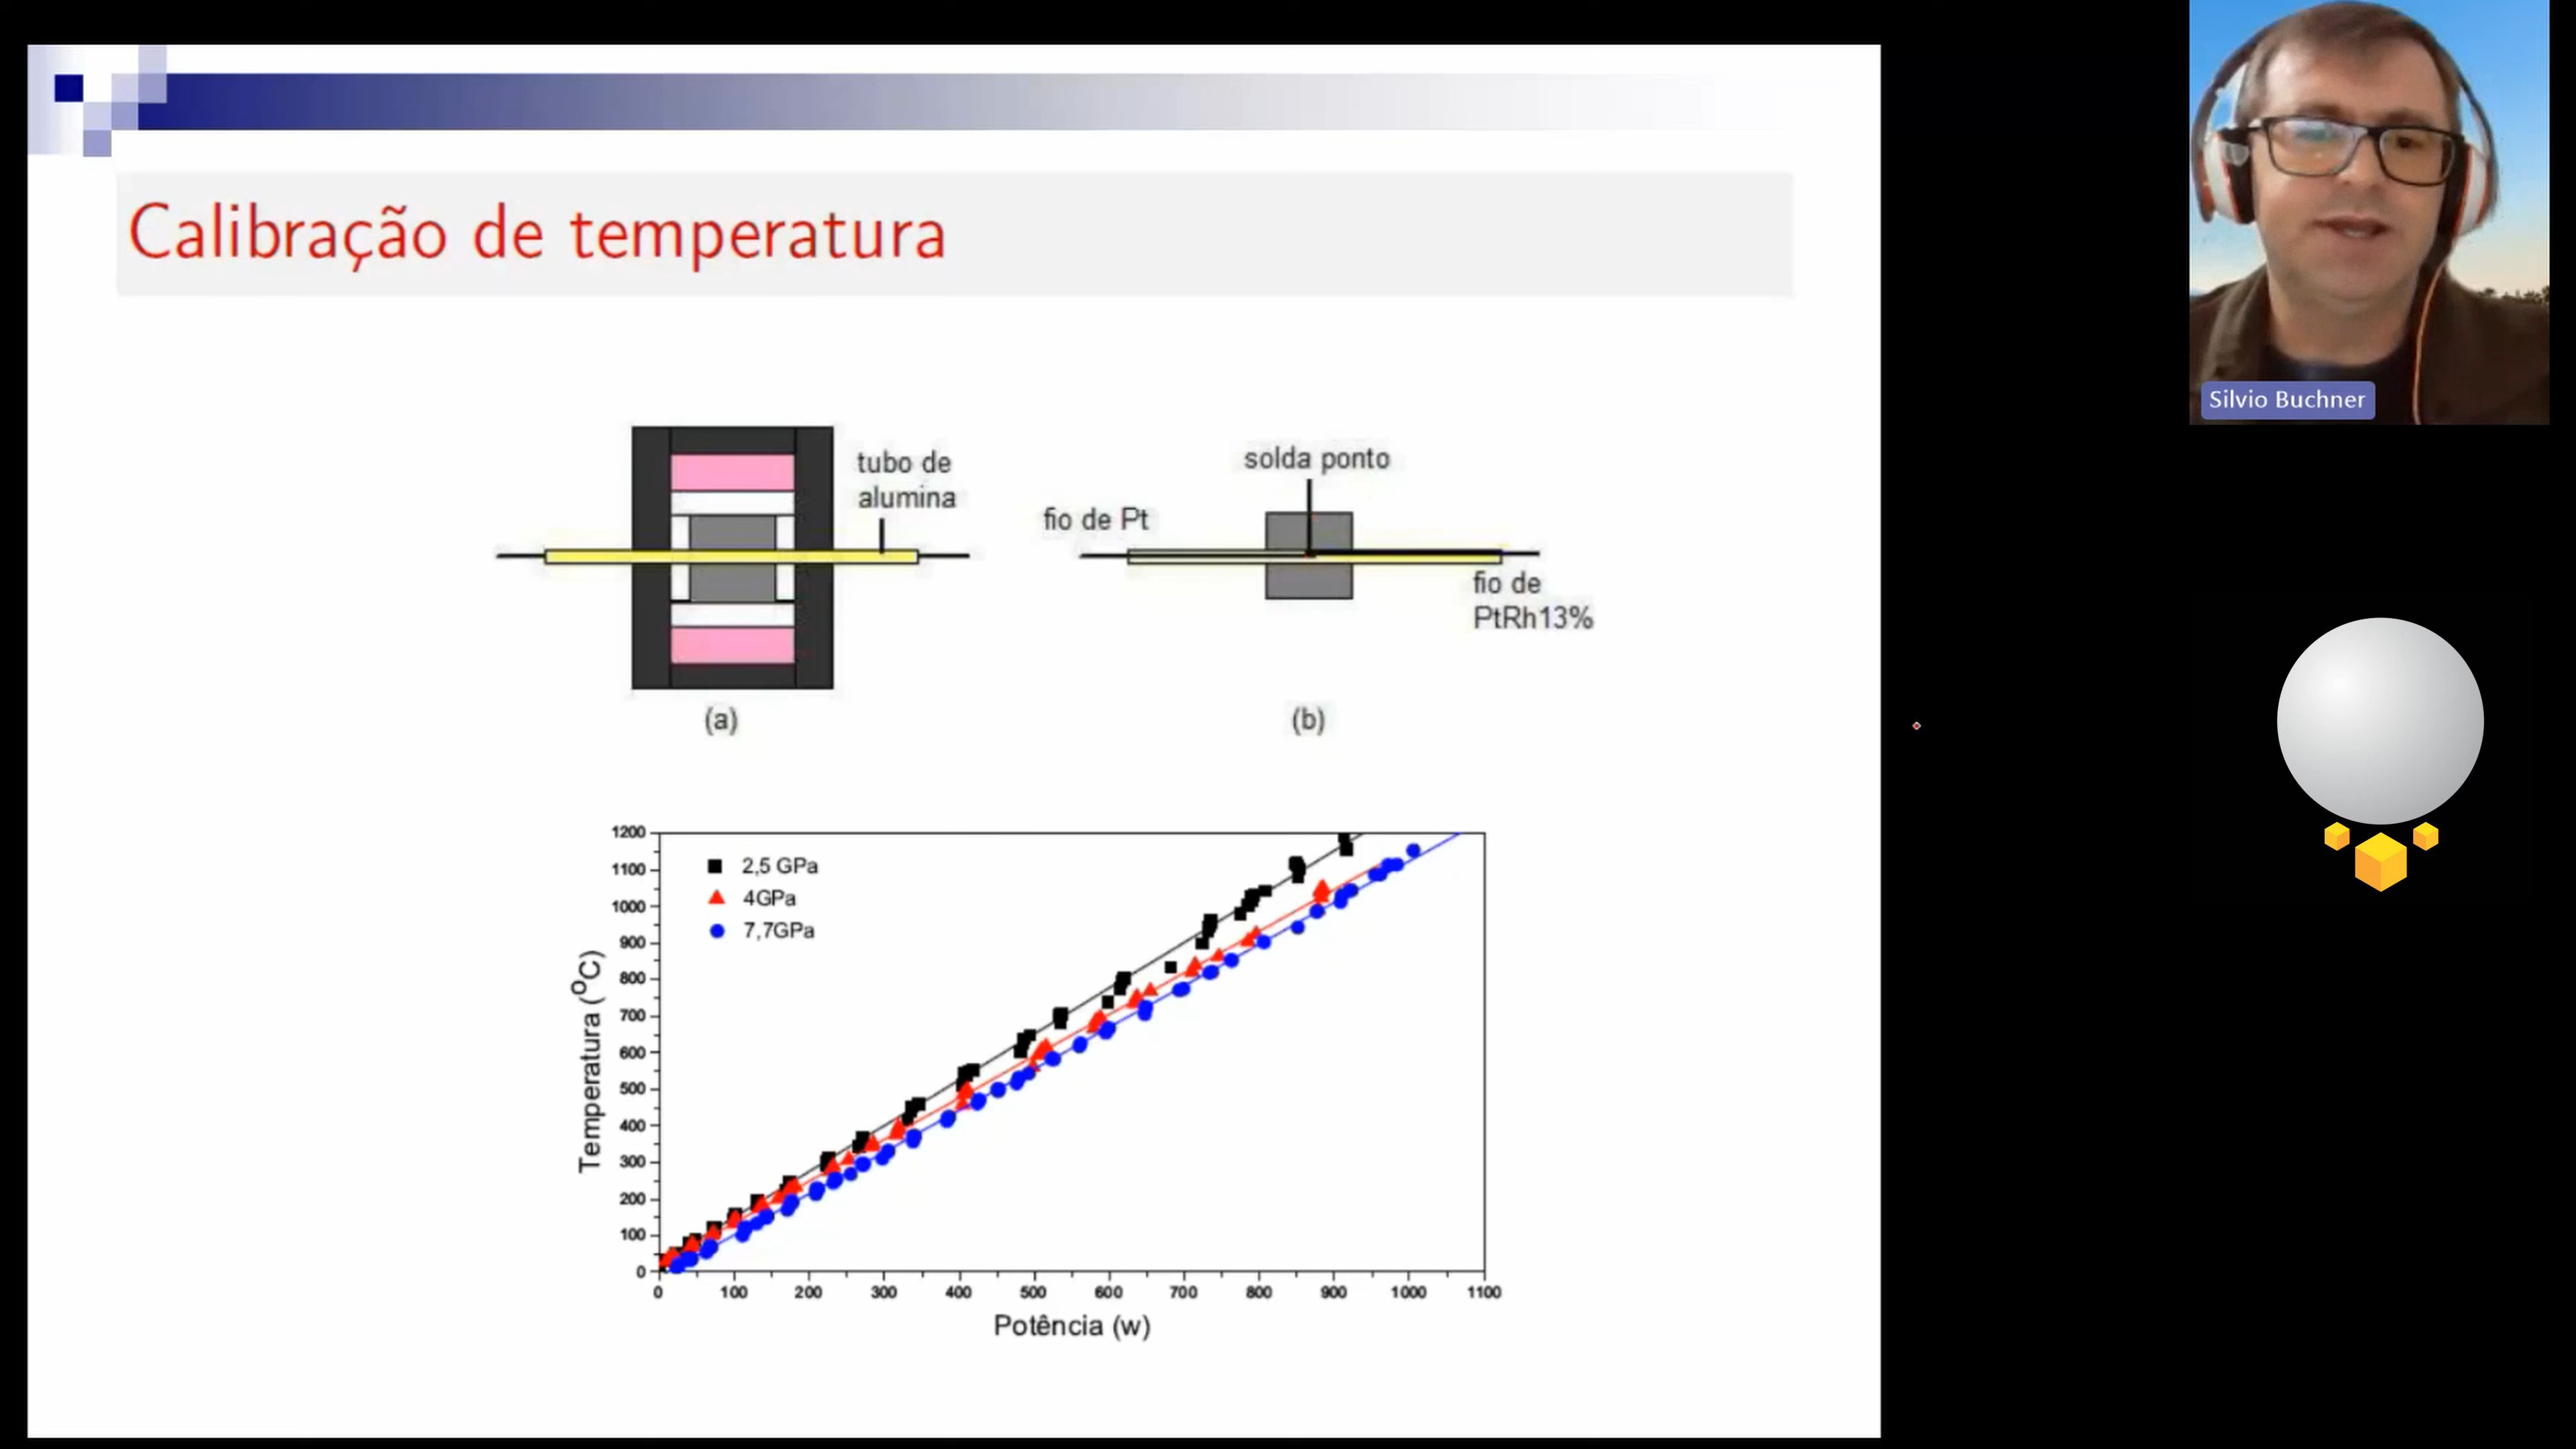 Calibração de temperatura
tubo de
alumina
(a)
solda ponto
fio de Pt
fio de
PtRh13%
(b)
Silvio Buchner
2,5 GPa
4GPa
7,7GPa
Temperatura (ºC)
1200
1100
1000
900
800
700
600
500
400
300
200
100
0
0 100 200 300 400 500 600 700 800 900 1000 1100
Potência (w)